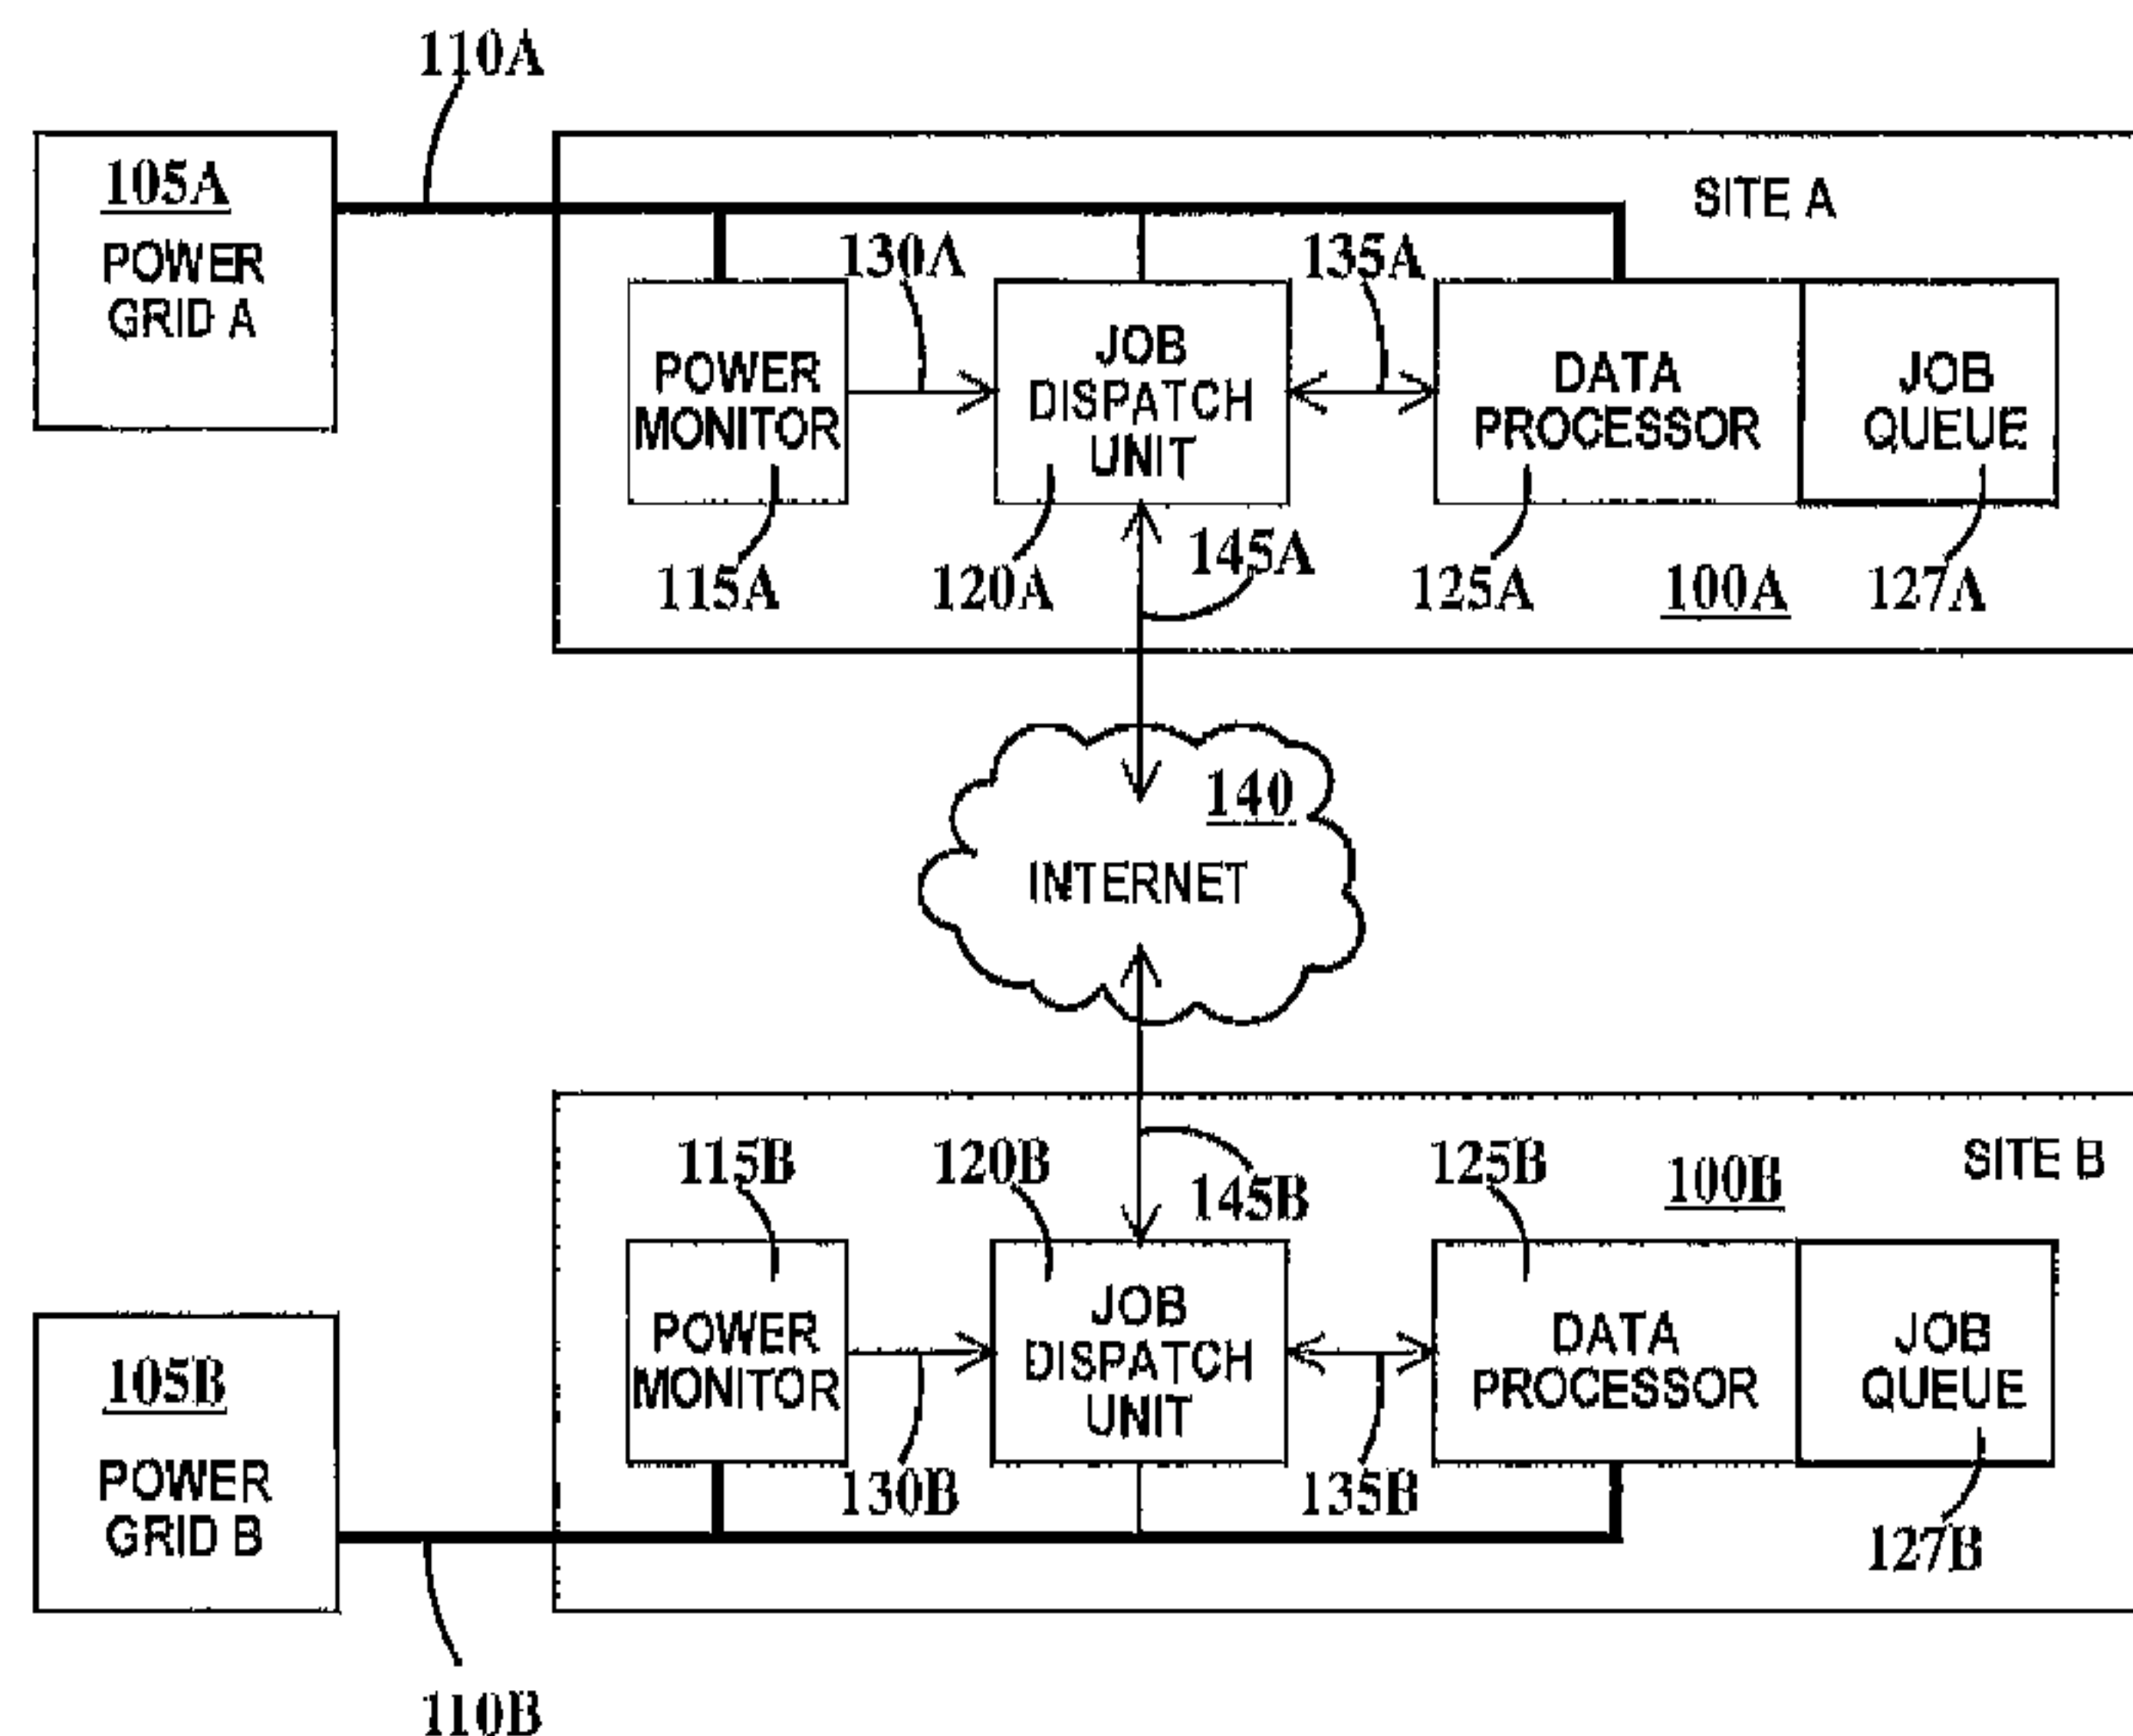 110A
105A
POWER
GRID A
SITE A
130A
135A
POWER
MONITOR
JOB
DISPATCH
UNIT
DATA
PROCESSOR
JOB
QUEUE
115A
120A
145A
125A
100A
127A
140
INTERNET
115B
120B
145B
125B
100B
SITE B
POWER
MONITOR
JOB
DISPATCH
UNIT
DATA
PROCESSOR
JOB
QUEUE
105B
POWER
GRID B
130B
135B
127B
110B